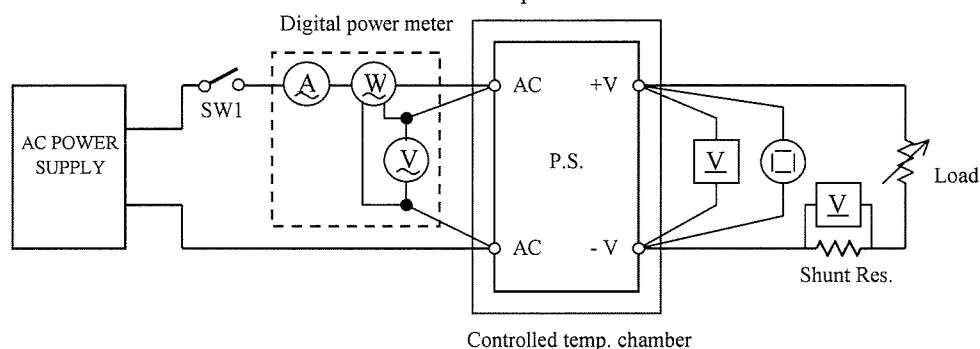 Digital power meter
SW1
A
W
V
AC POWER
SUPPLY
AC
+V
P.S.
AC
- V
V
V
Load
Shunt Res.
Controlled temp. chamber